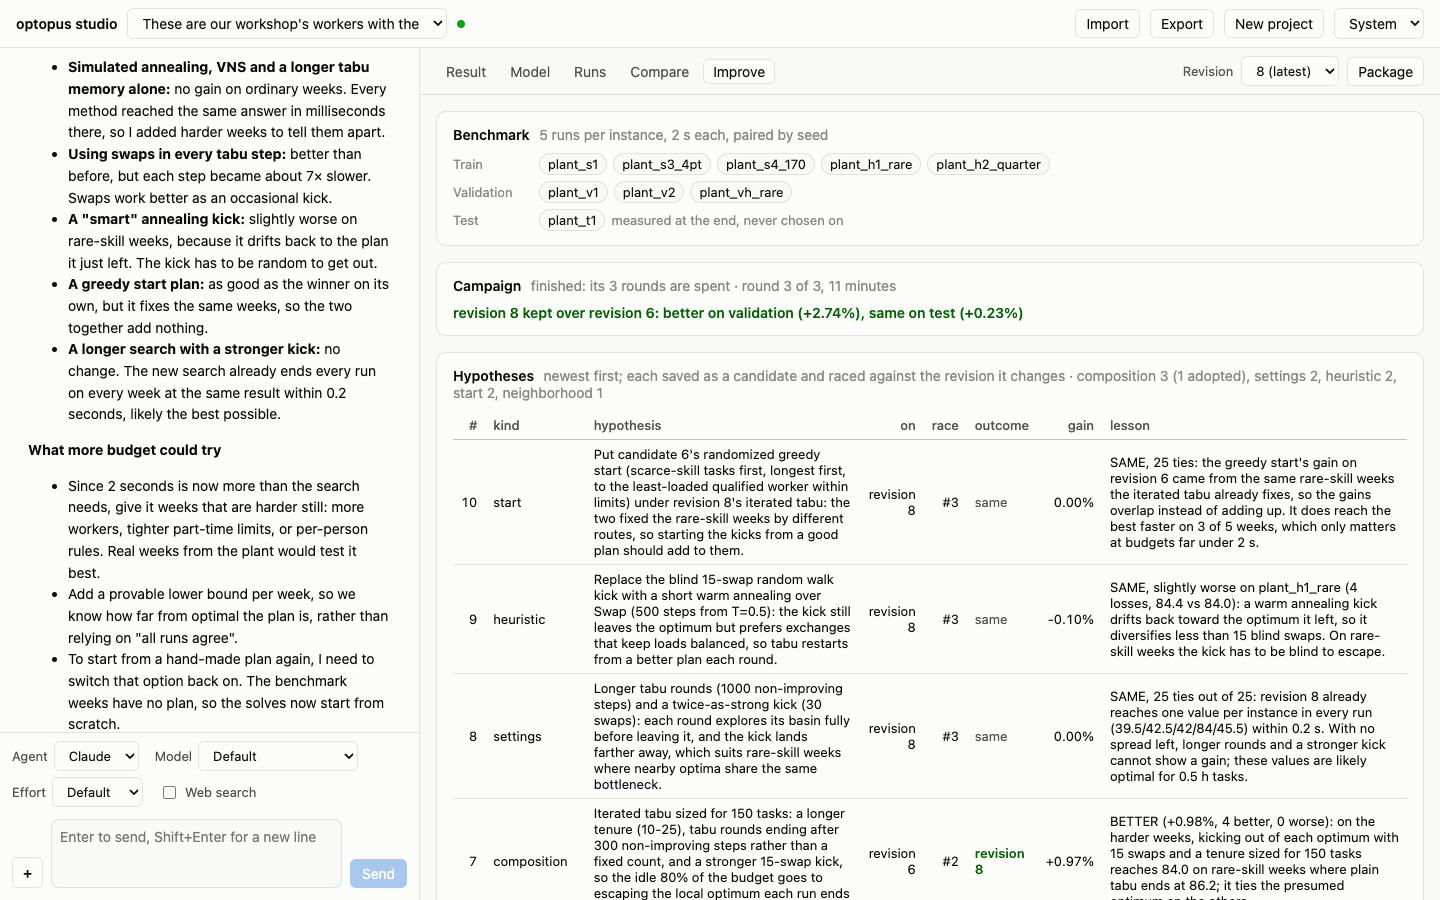 optopus studio
These are our workshop's workers with the
Import
Export
New project
System
Simulated annealing, VNS and a longer tabu
memory alone: no gain on ordinary weeks. Every
method reached the same answer in milliseconds
there, so I added harder weeks to tell them apart.
Using swaps in every tabu step: better than
before, but each step became about 7× slower.
Swaps work better as an occasional kick.
A "smart" annealing kick: slightly worse on
rare-skill weeks, because it drifts back to the plan
it just left. The kick has to be random to get out.
A greedy start plan: as good as the winner on its
own, but it fixes the same weeks, so the two
together add nothing.
A longer search with a stronger kick: no
change. The new search already ends every run
on every week at the same result within 0.2
seconds, likely the best possible.
What more budget could try
Since 2 seconds is now more than the search
needs, give it weeks that are harder still: more
workers, tighter part-time limits, or per-person
rules. Real weeks from the plant would test it
best.
Add a provable lower bound per week, so we
know how far from optimal the plan is, rather than
relying on "all runs agree".
To start from a hand-made plan again, I need to
switch that option back on. The benchmark
weeks have no plan, so the solves now start from
scratch.
Agent
Claude
Model
Default
Effort
Default
Web search
Enter to send, Shift+Enter for a new line
+
Send
Result
Model
Runs
Compare
Improve
Revision
8 (latest)
Package
Benchmark 5 runs per instance, 2 s each, paired by seed
Train plant_s1 plant_s3_4pt plant_s4_170 plant_h1_rare plant_h2_quarter
Validation plant_v1 plant_v2 plant_vh_rare
Test plant_t1 measured at the end, never chosen on
Campaign finished: its 3 rounds are spent · round 3 of 3, 11 minutes
revision 8 kept over revision 6: better on validation (+2.74%), same on test (+0.23%)
Hypotheses newest first; each saved as a candidate and raced against the revision it changes · composition 3 (1 adopted), settings 2, heuristic 2,
start 2, neighborhood 1
# kind hypothesis on race outcome gain lesson
10
start
Put candidate 6's randomized greedy
start (scarce-skill tasks first, longest first,
to the least-loaded qualified worker within
limits) under revision 8's iterated tabu: the
two fixed the rare-skill weeks by different
routes, so starting the kicks from a good
plan should add to them.
revision
8
#3
same
0.00%
SAME, 25 ties: the greedy start's gain on
revision 6 came from the same rare-skill weeks
the iterated tabu already fixes, so the gains
overlap instead of adding up. It does reach the
best faster on 3 of 5 weeks, which only matters
at budgets far under 2 s.
9
heuristic
Replace the blind 15-swap random walk
kick with a short warm annealing over
Swap (500 steps from T=0.5): the kick still
leaves the optimum but prefers exchanges
that keep loads balanced, so tabu restarts
from a better plan each round.
revision
8
#3
same
-0.10%
SAME, slightly worse on plant_h1_rare (4
losses, 84.4 vs 84.0): a warm annealing kick
drifts back toward the optimum it left, so it
diversifies less than 15 blind swaps. On rare-
skill weeks the kick has to be blind to escape.
8
settings
Longer tabu rounds (1000 non-improving
steps) and a twice-as-strong kick (30
swaps): each round explores its basin fully
before leaving it, and the kick lands
farther away, which suits rare-skill weeks
where nearby optima share the same
bottleneck.
revision
8
#3
same
0.00%
SAME, 25 ties out of 25: revision 8 already
reaches one value per instance in every run
(39.5/42.5/42/84/45.5) within 0.2 s. With no
spread left, longer rounds and a stronger kick
cannot show a gain; these values are likely
optimal for 0.5 h tasks.
7
composition
Iterated tabu sized for 150 tasks: a longer
tenure (10-25), tabu rounds ending after
300 non-improving steps rather than a
fixed count, and a stronger 15-swap kick,
so the idle 80% of the budget goes to
escaping the local optimum each run ends
revision
6
#2
revision
8
+0.97%
BETTER (+0.98%, 4 better, 0 worse): on the
harder weeks, kicking out of each optimum with
15 swaps and a tenure sized for 150 tasks
reaches 84.0 on rare-skill weeks where plain
tabu ends at 86.2; it ties the presumed